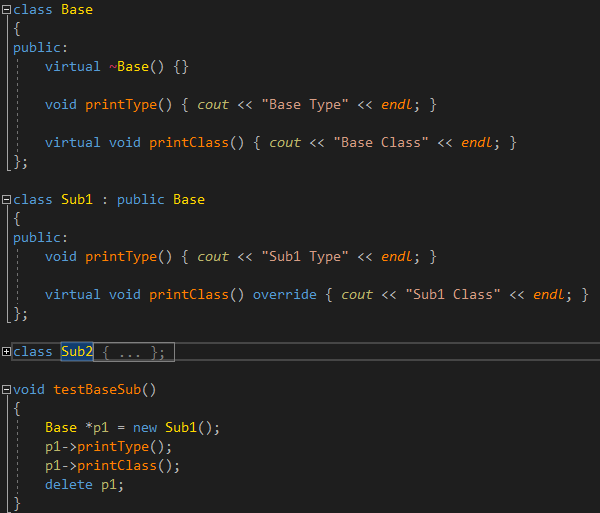 class Base
{
public:
    virtual ~Base() {}

    void printType() { cout << "Base Type" << endl; }

    virtual void printClass() { cout << "Base Class" << endl; }
};

class Sub1 : public Base
{
public:
    void printType() { cout << "Sub1 Type" << endl; }

    virtual void printClass() override { cout << "Sub1 Class" << endl; }
};

class Sub2 { ... };

void testBaseSub()
{
    Base *p1 = new Sub1();
    p1->printType();
    p1->printClass();
    delete p1;
}